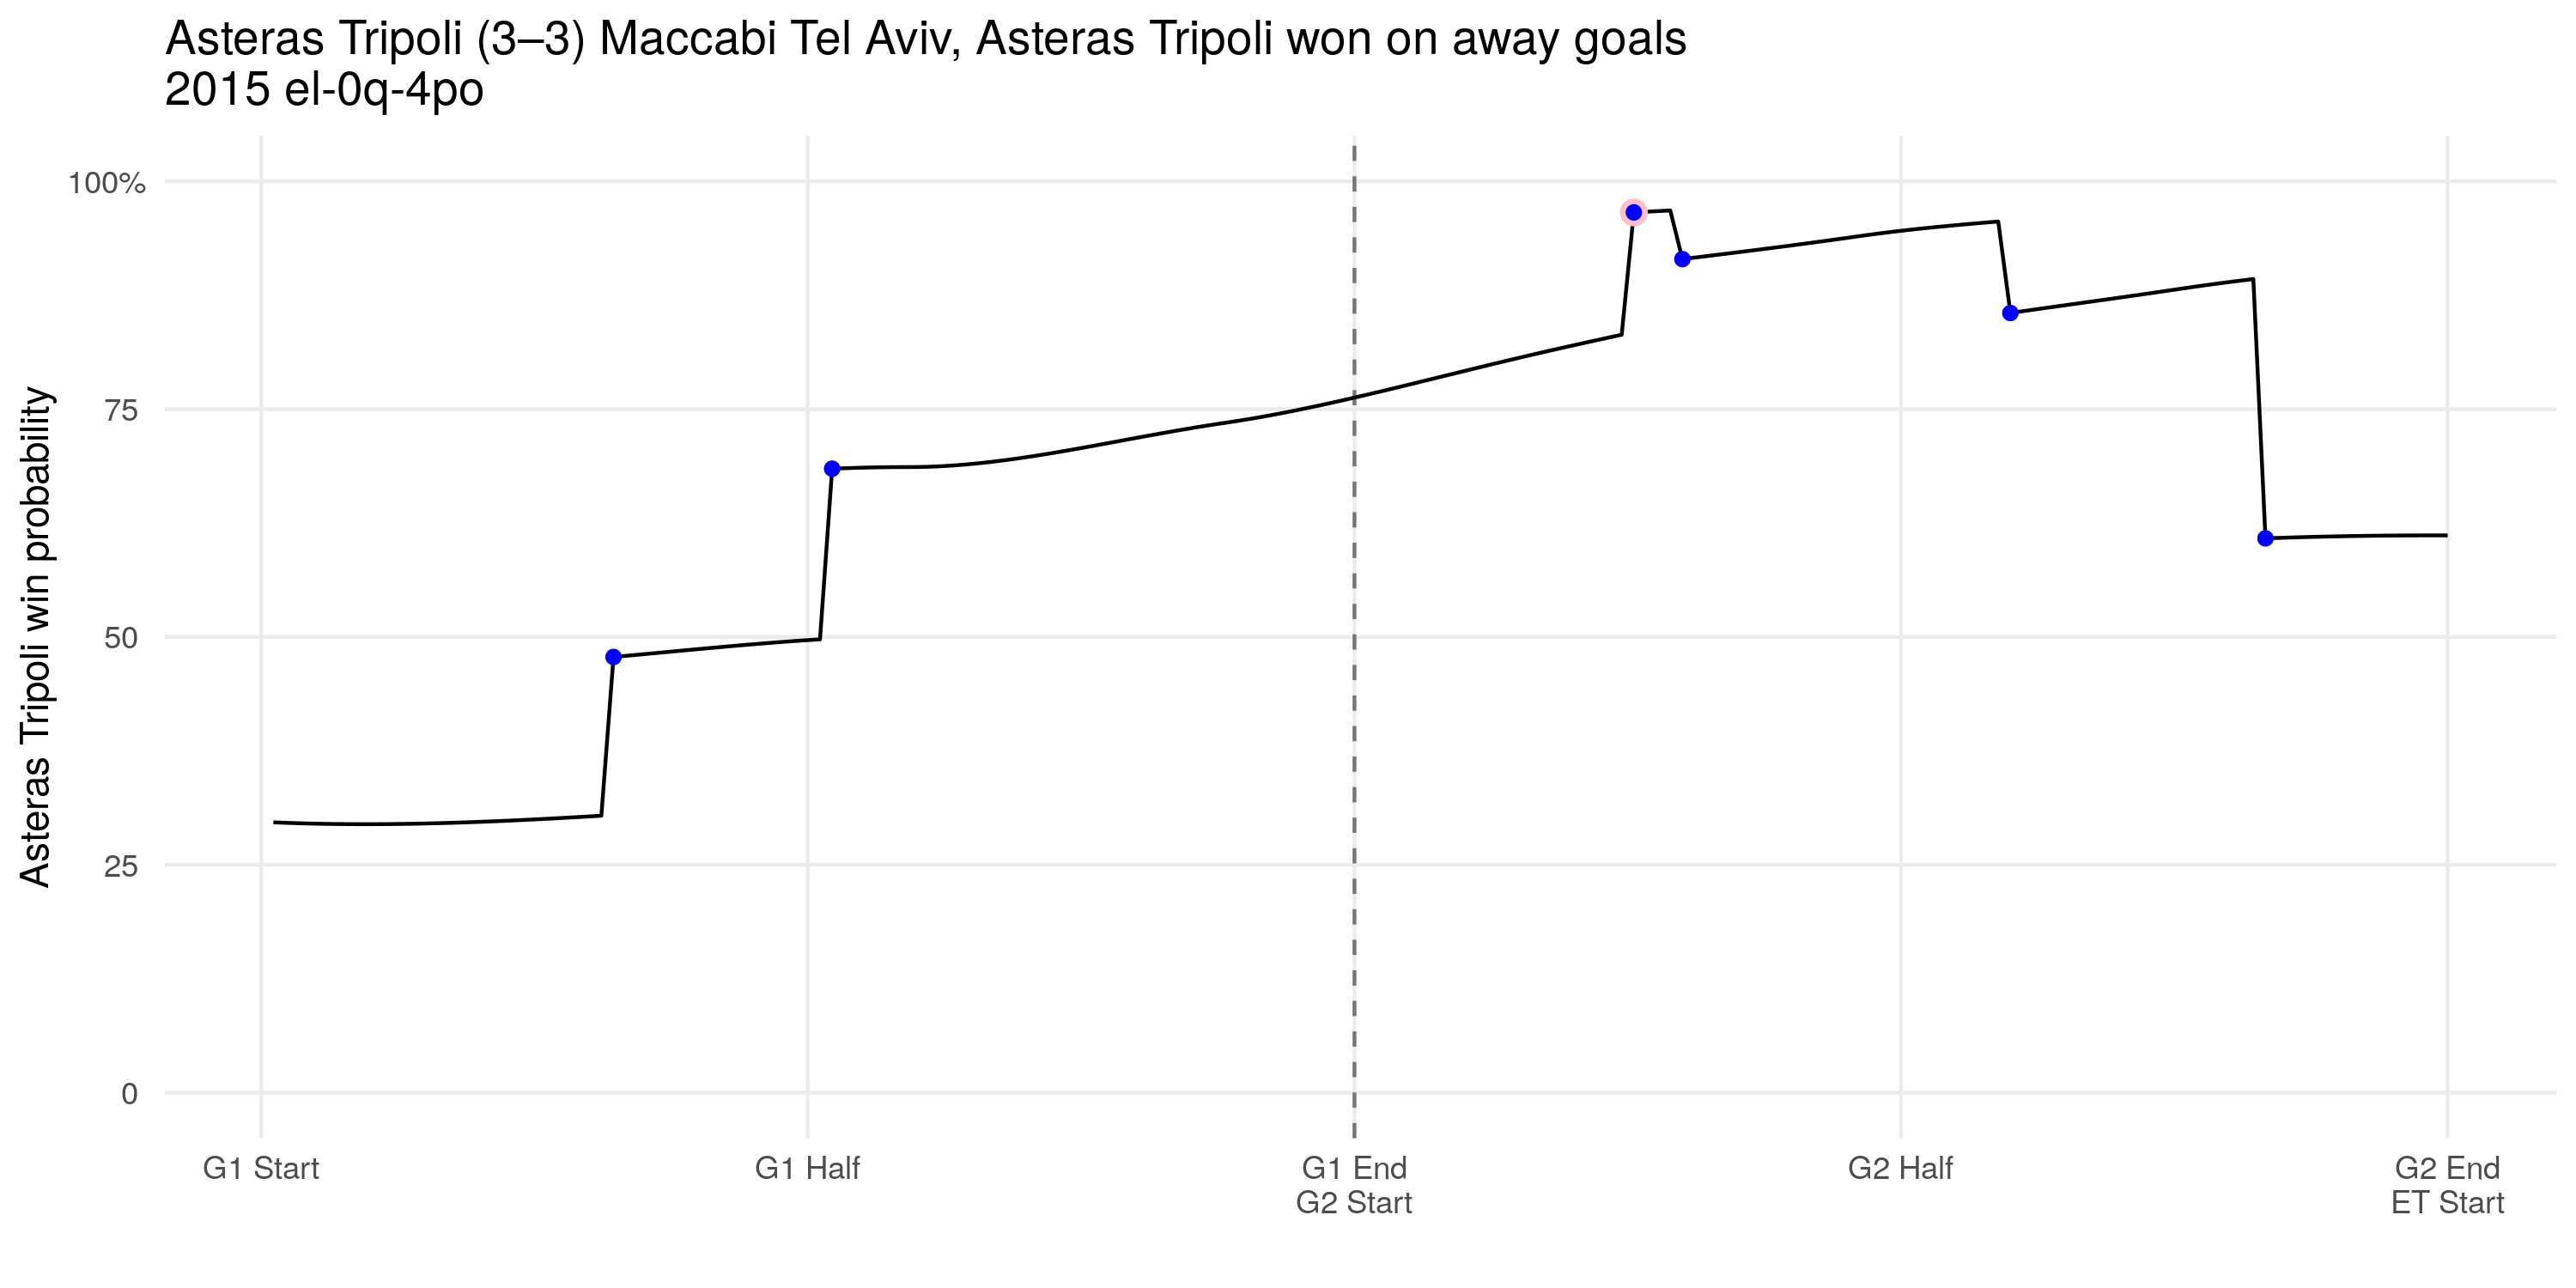 Asteras Tripoli (3–3) Maccabi Tel Aviv, Asteras Tripoli won on away goals
2015 el-0q-4po
Asteras Tripoli win probability
100%
75
50
25
0
G1 Start
G1 Half
G1 End
G2 Start
G2 Half
G2 End
ET Start